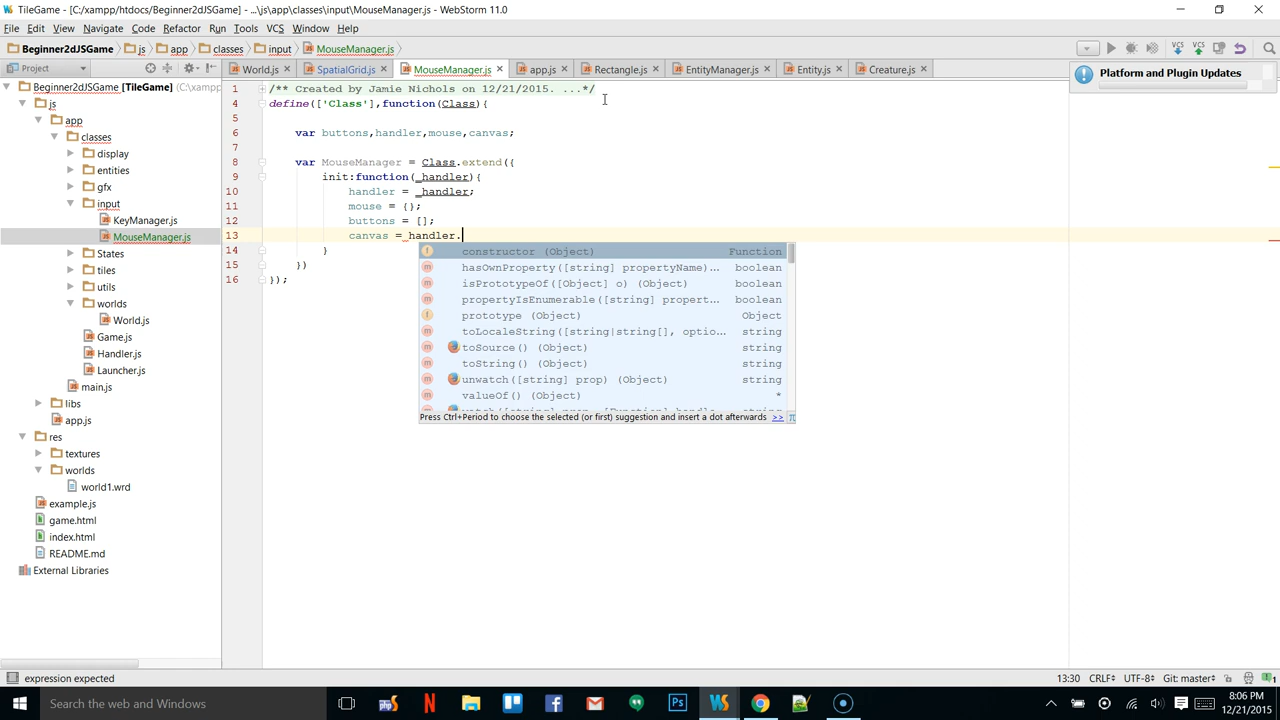 TileGame - [C:/xampp/htdocs/Beginner2dJSGame] - ...\js\app\classes\input\MouseManager.js - WebStorm 11.0
File Edit View Navigate Code Refactor Run Tools VCS Window Help
Beginner2dJSGame js app classes input MouseManager.js
Project World.js SpatialGrid.js MouseManager.js app.js Rectangle.js EntityManager.js Entity.js Creature.js
Platform and Plugin Updates
Beginner2dJSGame [TileGame] (C:\xampp
js
app
classes
display
entities
gfx
input
KeyManager.js
MouseManager.js
States
tiles
utils
worlds
World.js
Game.js
Handler.js
Launcher.js
main.js
libs
app.js
res
textures
worlds
world1.wrd
example.js
game.html
index.html
README.md
External Libraries
1 /** Created by Jamie Nichols on 12/21/2015. ...*/
4 define(['Class'],function(Class){
5
6 var buttons,handler,mouse,canvas;
7
8 var MouseManager = Class.extend({
9 init:function(_handler){
10 handler = _handler;
11 mouse = {};
12 buttons = [];
13 canvas = handler.
14 }
15 })
16 });
constructor (Object) Function
hasOwnProperty([string] propertyName)... boolean
isPrototypeOf([Object] o) (Object) boolean
propertyIsEnumerable([string] propert... boolean
prototype (Object) Object
toLocaleString([string|string[], optio... string
toSource() (Object) string
toString() (Object) string
unwatch([string] prop) (Object) string
valueOf() (Object) *
Press Ctrl+Period to choose the selected (or first) suggestion and insert a dot afterwards >> π
expression expected 13:30 CRLF÷ UTF-8÷ Git: master÷
Search the web and Windows
8:06 PM
12/21/2015